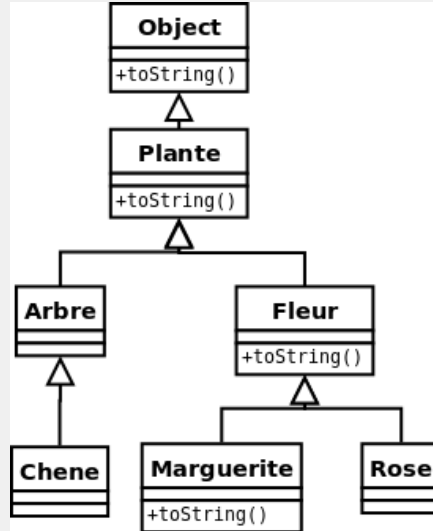 Object
+toString()
Plante
+toString()
Arbre
Fleur
+toString()
Chene
Marguerite
+toString()
Rose